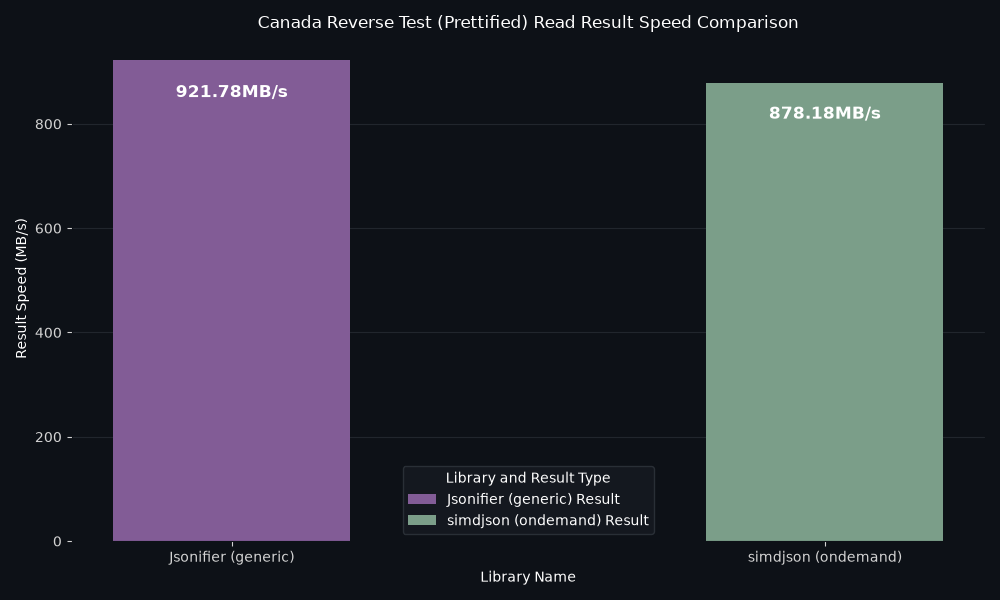 Canada Reverse Test (Prettified) Read Result Speed Comparison
921.78MB/s
878.18MB/s
800
600
400
200
0
Result Speed (MB/s)
Library and Result Type
Jsonifier (generic) Result
simdjson (ondemand) Result
Jsonifier (generic)
simdjson (ondemand)
Library Name